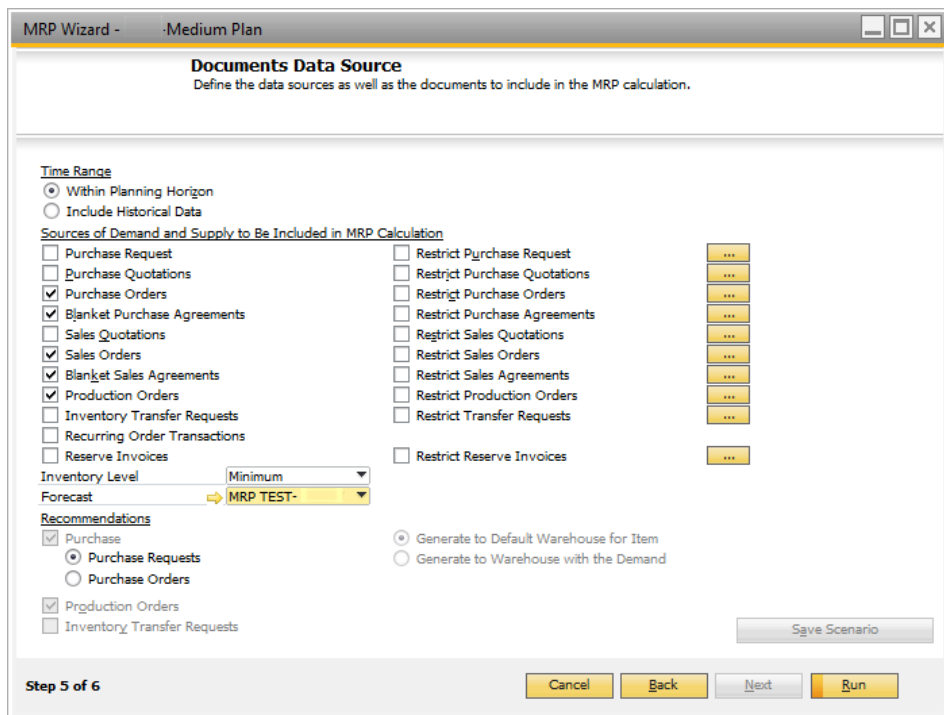 MRP Wizard - -Medium Plan
Documents Data Source
Define the data sources as well as the documents to include in the MRP calculation.
Time Range
Within Planning Horizon
Include Historical Data
Sources of Demand and Supply to Be Included in MRP Calculation
Purchase Request Restrict Purchase Request ...
Purchase Quotations Restrict Purchase Quotations ...
Purchase Orders Restrict Purchase Orders ...
Blanket Purchase Agreements Restrict Purchase Agreements ...
Sales Quotations Restrict Sales Quotations ...
Sales Orders Restrict Sales Orders ...
Blanket Sales Agreements Restrict Sales Agreements ...
Production Orders Restrict Production Orders ...
Inventory Transfer Requests Restrict Transfer Requests ...
Recurring Order Transactions
Reserve Invoices Restrict Reserve Invoices ...
Inventory Level Minimum
Forecast MRP TEST-
Recommendations
Purchase Generate to Default Warehouse for Item
Purchase Requests Generate to Warehouse with the Demand
Purchase Orders
Production Orders
Inventory Transfer Requests Save Scenario
Step 5 of 6 Cancel Back Next Run